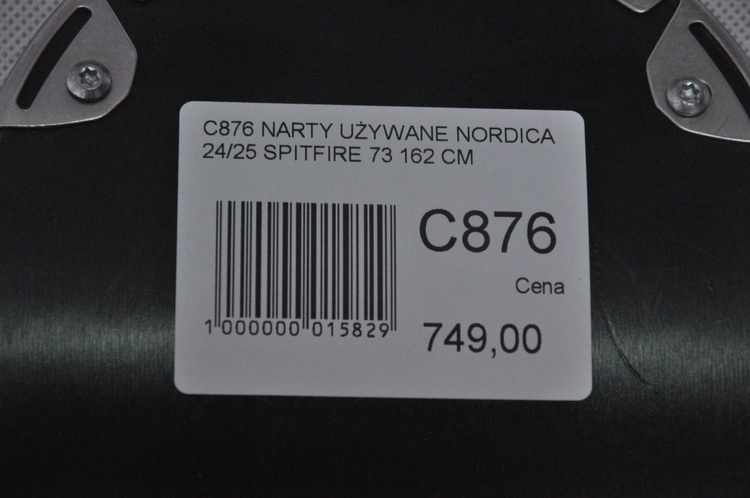 C876 NARTY UŻYWANE NORDICA
24/25 SPITFIRE 73 162 CM
C876
Cena
1 000000 015829
749,00